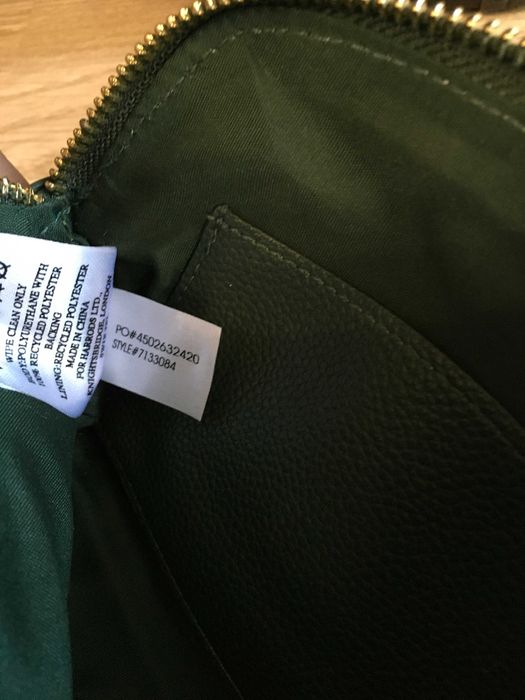 WIPE CLEAN ONLY
POLYURETHANE WITH
100% RECYCLED POLYESTER
BACKING
LINING:RECYCLED POLYESTER
MADE IN CHINA
FOR HARRODS LTD,
KNIGHTSBRIDGE, LONDON
PO#4502632420
STYLE#7133084